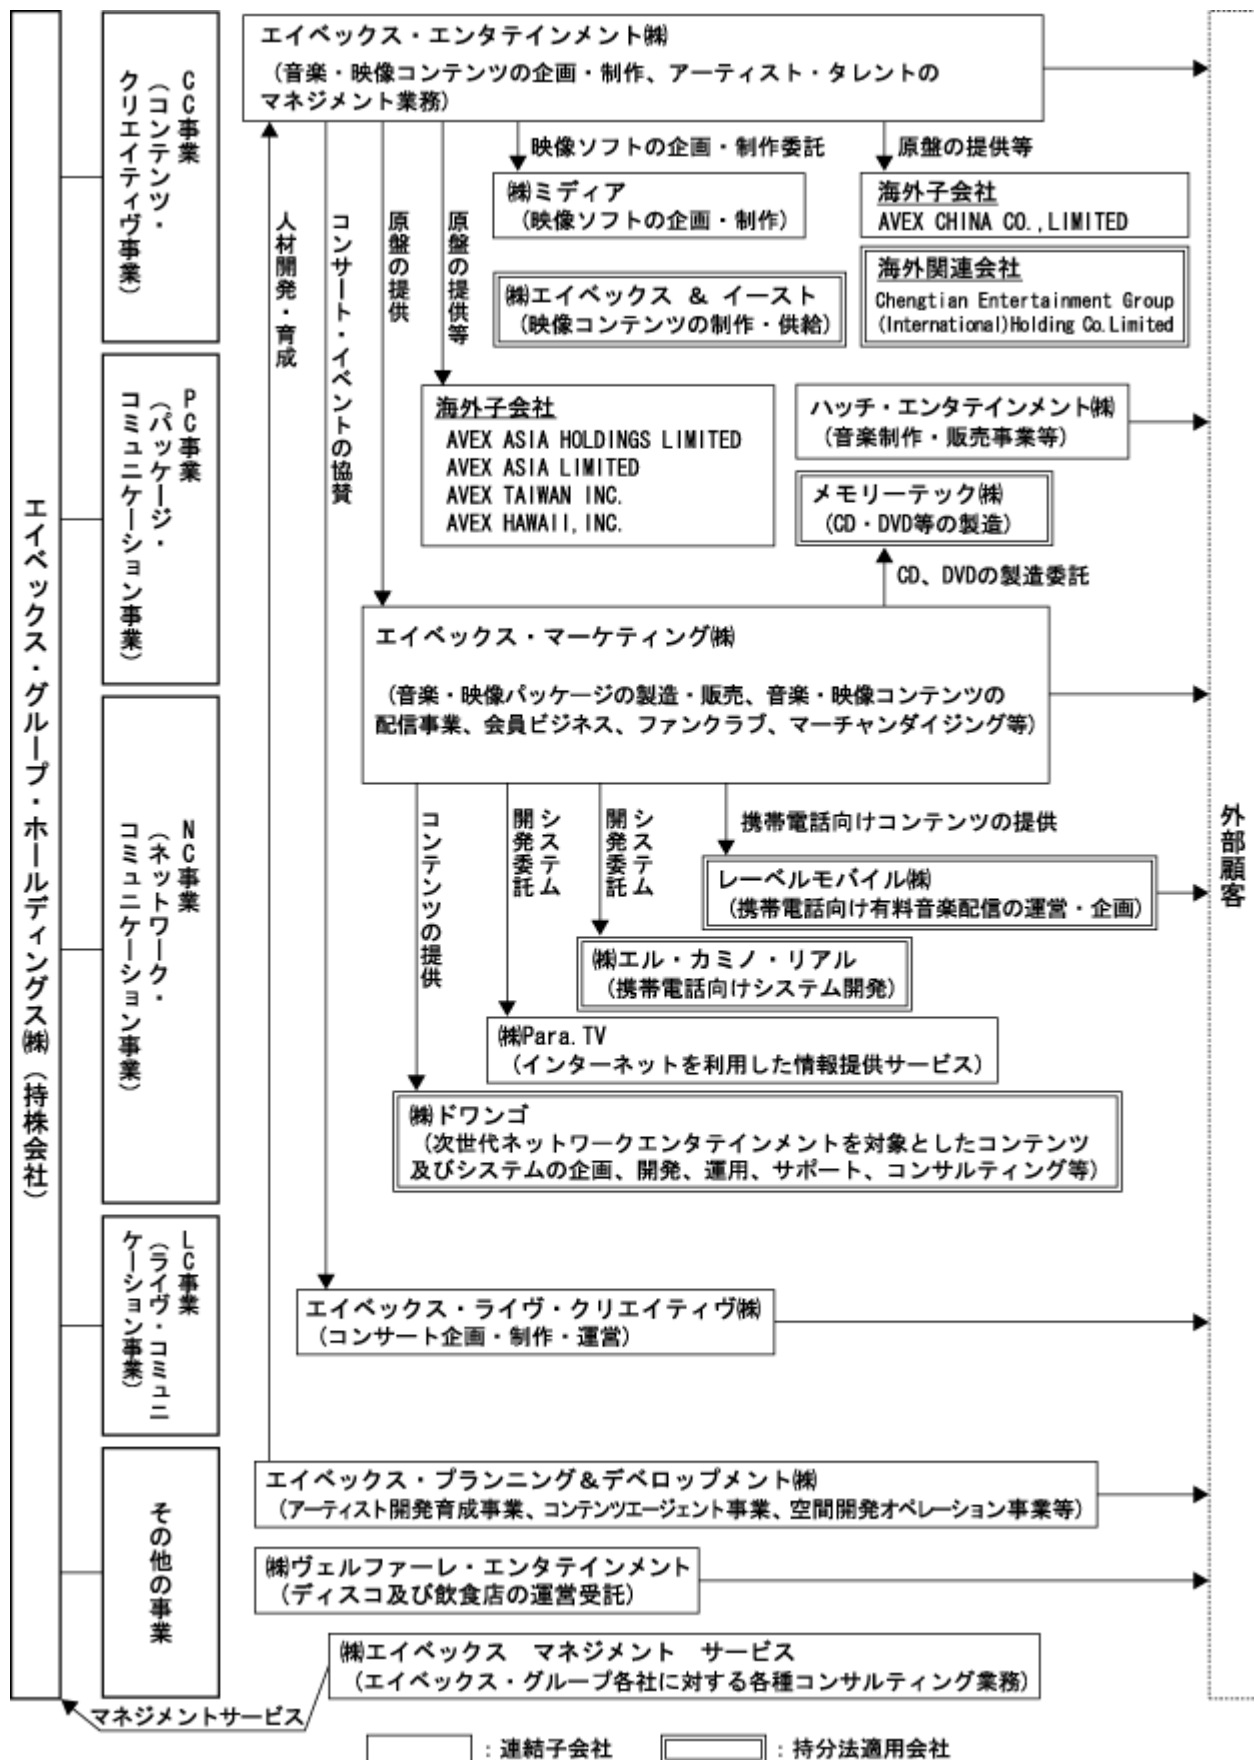 エイベックス・グループ・ホールディングス㈱（持株会社）
CC事業
（コンテンツ・
クリエイティヴ事業）
PC事業
（パッケージ・
コミュニケーション事業）
NC事業
（ネットワーク・
コミュニケーション事業）
LC事業
（ライヴ・コミュニ
ケーション事業）
その他の事業
エイベックス・エンタテインメント㈱
（音楽・映像コンテンツの企画・制作、アーティスト・タレントの
マネジメント業務）
人材開発・育成
コンサート・イベントの協賛
原盤の提供
原盤の提供等
映像ソフトの企画・制作委託
原盤の提供等
㈱ミディア
（映像ソフトの企画・制作）
海外子会社
AVEX CHINA CO.,LIMITED
㈱エイベックス & イースト
（映像コンテンツの制作・供給）
海外関連会社
Chengtian Entertainment Group
(International)Holding Co.Limited
海外子会社
AVEX ASIA HOLDINGS LIMITED
AVEX ASIA LIMITED
AVEX TAIWAN INC.
AVEX HAWAII,INC.
ハッチ・エンタテインメント㈱
（音楽制作・販売事業等）
メモリーテック㈱
（CD・DVD等の製造）
CD、DVDの製造委託
エイベックス・マーケティング㈱
（音楽・映像パッケージの製造・販売、音楽・映像コンテンツの
配信事業、会員ビジネス、ファンクラブ、マーチャンダイジング等）
コンテンツの提供
システム
開発委託
システム
開発委託
携帯電話向けコンテンツの提供
レーベルモバイル㈱
（携帯電話向け有料音楽配信の運営・企画）
㈱エル・カミノ・リアル
（携帯電話向けシステム開発）
㈱Para.TV
（インターネットを利用した情報提供サービス）
㈱ドワンゴ
（次世代ネットワークエンタテインメントを対象としたコンテンツ
及びシステムの企画、開発、運用、サポート、コンサルティング等）
エイベックス・ライヴ・クリエイティヴ㈱
（コンサート企画・制作・運営）
エイベックス・プランニング＆デベロップメント㈱
（アーティスト開発育成事業、コンテンツエージェント事業、空間開発オペレーション事業等）
㈱ヴェルファーレ・エンタテインメント
（ディスコ及び飲食店の運営受託）
㈱エイベックス　マネジメント　サービス
（エイベックス・グループ各社に対する各種コンサルティング業務）
マネジメントサービス
外部顧客
：連結子会社
：持分法適用会社